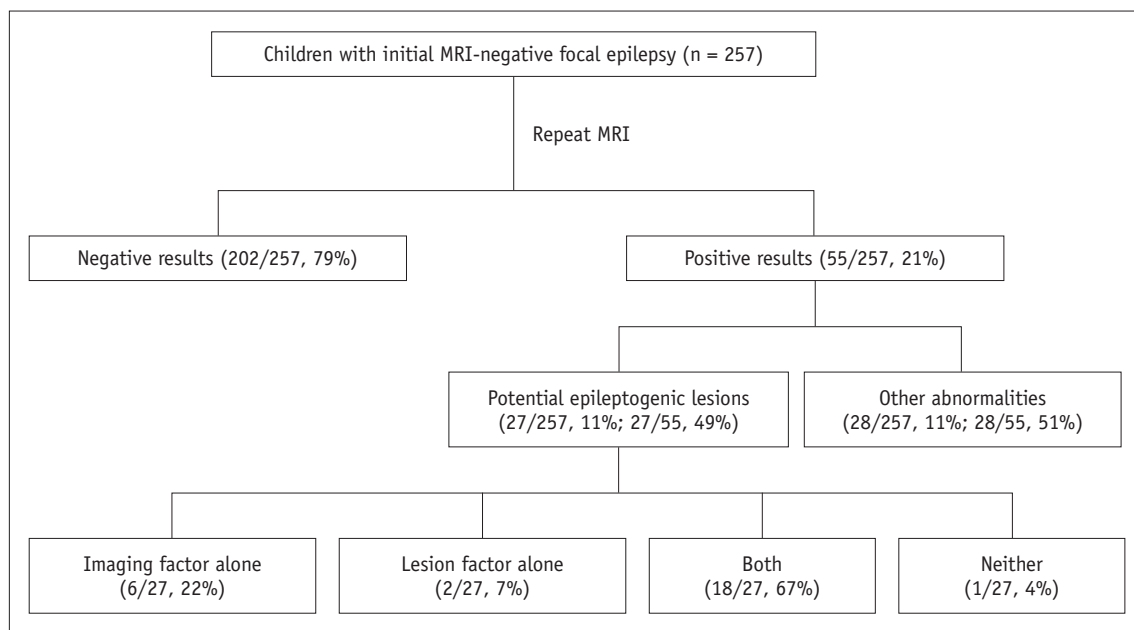 Children with initial MRI-negative focal epilepsy (n = 257)
Repeat MRI
Negative results (202/257, 79%)
Positive results (55/257, 21%)
Potential epileptogenic lesions
(27/257, 11%; 27/55, 49%)
Other abnormalities
(28/257, 11%; 28/55, 51%)
Imaging factor alone
(6/27, 22%)
Lesion factor alone
(2/27, 7%)
Both
(18/27, 67%)
Neither
(1/27, 4%)